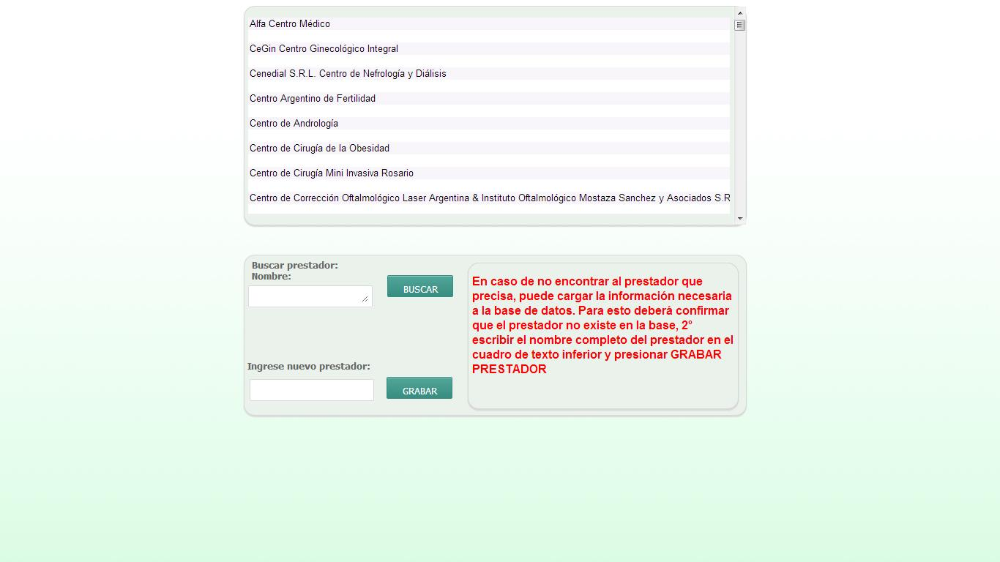 Alfa Centro Médico
CeGin Centro Ginecológico Integral
Cenedial S.R.L. Centro de Nefrología y Diálisis
Centro Argentino de Fertilidad
Centro de Andrología
Centro de Cirugía de la Obesidad
Centro de Cirugía Mini Invasiva Rosario
Centro de Corrección Oftalmológico Laser Argentina & Instituto Oftalmológico Mostaza Sanchez y Asociados S.R
Buscar prestador:
Nombre:
BUSCAR
Ingrese nuevo prestador:
GRABAR
En caso de no encontrar al prestador que
precisa, puede cargar la información necesaria
a la base de datos. Para esto deberá confirmar
que el prestador no existe en la base, 2°
escribir el nombre completo del prestador en el
cuadro de texto inferior y presionar GRABAR
PRESTADOR